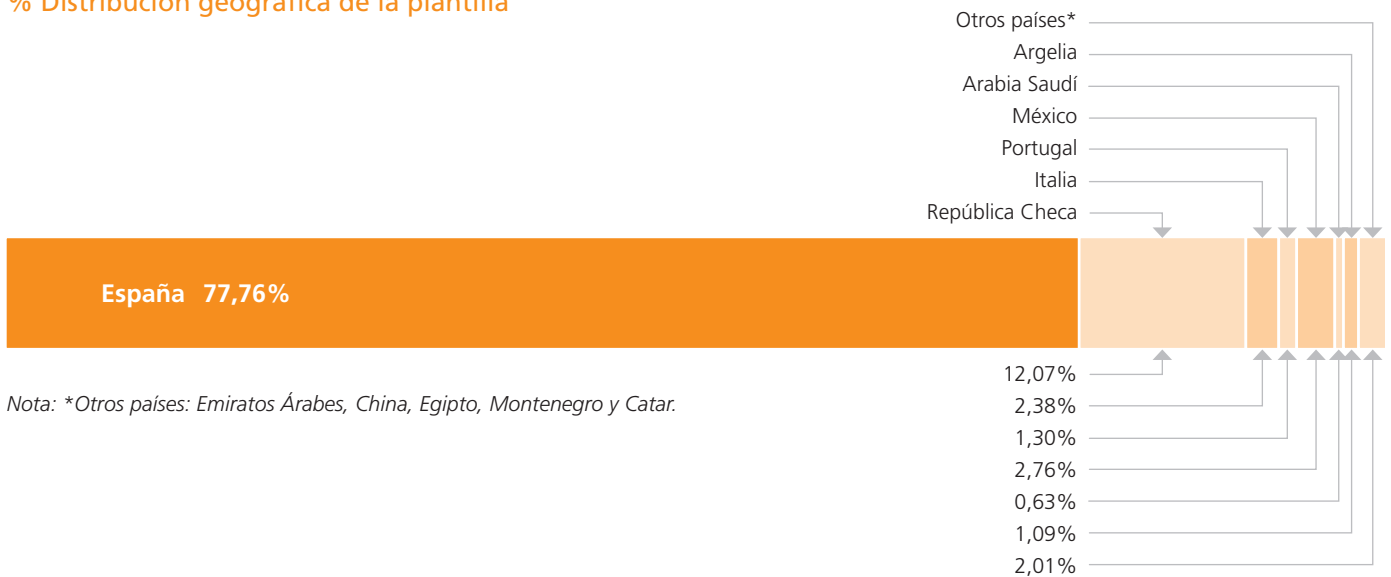 % Distribución geográfica de la plantilla
Otros países*
Argelia
Arabia Saudí
México
Portugal
Italia
República Checa
España 77,76%
12,07%
2,38%
1,30%
2,76%
0,63%
1,09%
2,01%
Nota: *Otros países: Emiratos Árabes, China, Egipto, Montenegro y Catar.